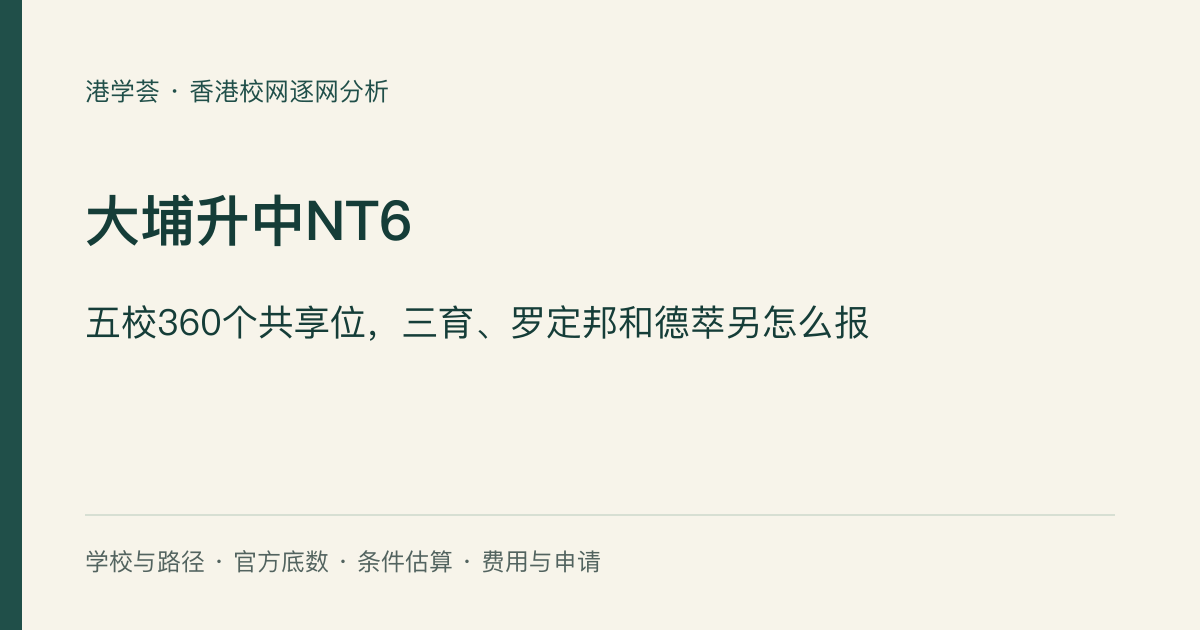 港学荟 · 香港校网逐网分析
大埔升中NT6
五校360个共享位，三育、罗定邦和德萃另怎么报
学校与路径 · 官方底数 · 条件估算 · 费用与申请